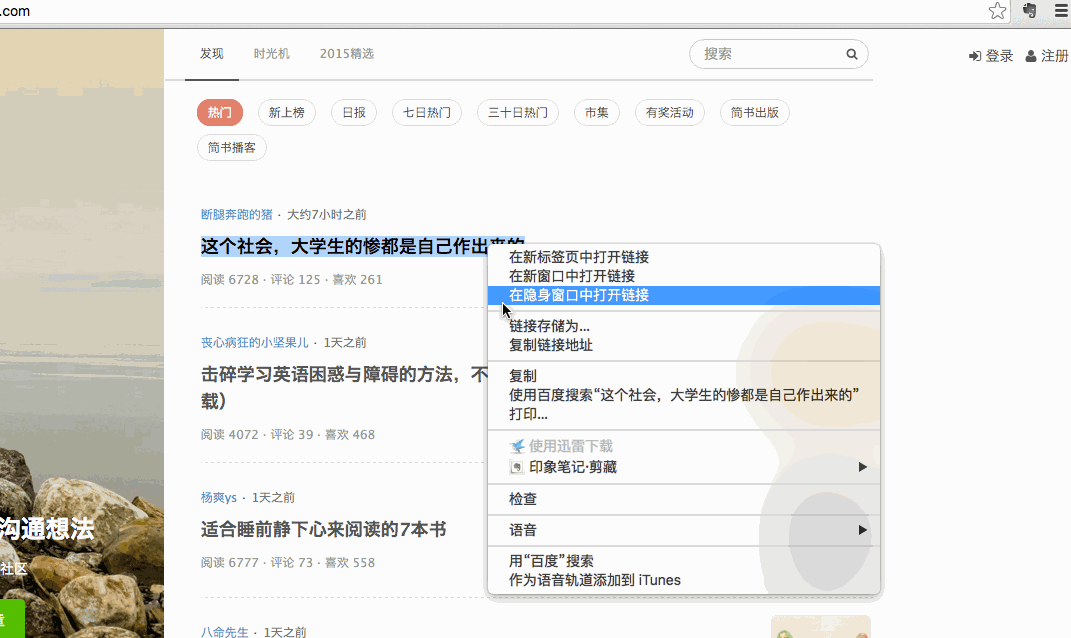 .com
发现 时光机 2015精选 搜索 登录 注册
热门 新上榜 日报 七日热门 三十日热门 市集 有奖活动 简书出版
简书播客
断腿奔跑的猪 · 大约7小时之前
这个社会，大学生的惨都是自己作出来的
阅读 6728 · 评论 125 · 喜欢 261
丧心病狂的小坚果儿 · 1天之前
击碎学习英语困惑与障碍的方法，不
载）
阅读 4072 · 评论 39 · 喜欢 468
杨爽ys · 1天之前
适合睡前静下心来阅读的7本书
阅读 6777 · 评论 73 · 喜欢 558
八命先生 · 1天之前
在新标签页中打开链接
在新窗口中打开链接
在隐身窗口中打开链接
链接存储为...
复制链接地址
复制
使用百度搜索“这个社会，大学生的惨都是自己作出来的”
打印...
使用迅雷下载
印象笔记·剪藏
检查
语音
用“百度”搜索
作为语音轨道添加到 iTunes
沟通想法
社区